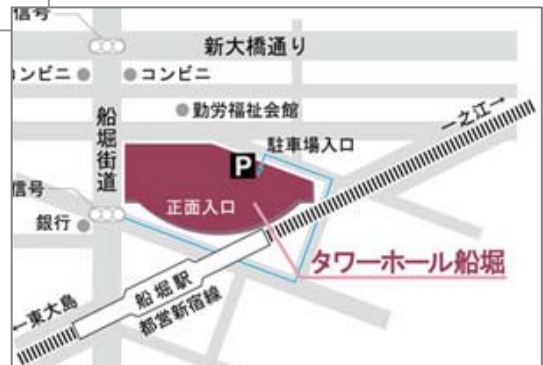 信号
新大橋通り
コンビニ
コンビニ
勤労福祉会館
船堀街道
一之江→
駐車場入口
P
信号
正面入口
銀行
タワーホール船堀
船堀駅
都営新宿線
←東大島